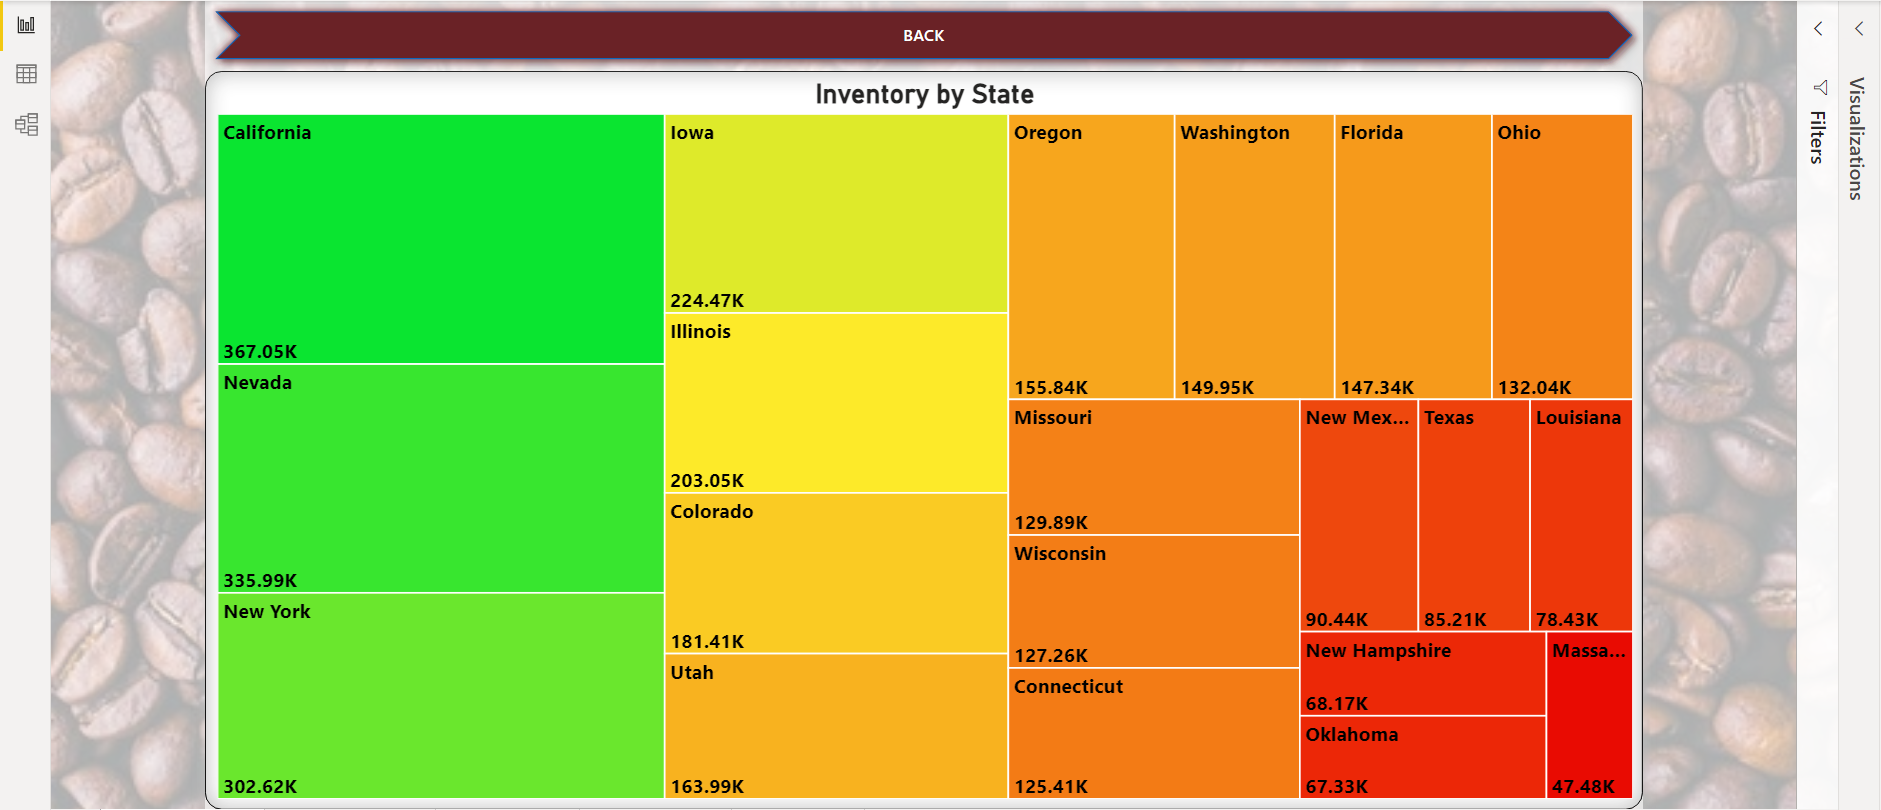 BACK
Inventory by State
California
367.05K
Nevada
335.99K
New York
302.62K
Iowa
224.47K
Illinois
203.05K
Colorado
181.41K
Utah
163.99K
Oregon
155.84K
Washington
149.95K
Florida
147.34K
Ohio
132.04K
Missouri
129.89K
Wisconsin
127.26K
Connecticut
125.41K
New Mex...
90.44K
Texas
85.21K
Louisiana
78.43K
New Hampshire
68.17K
Oklahoma
67.33K
Massa...
47.48K
Filters
Visualizations